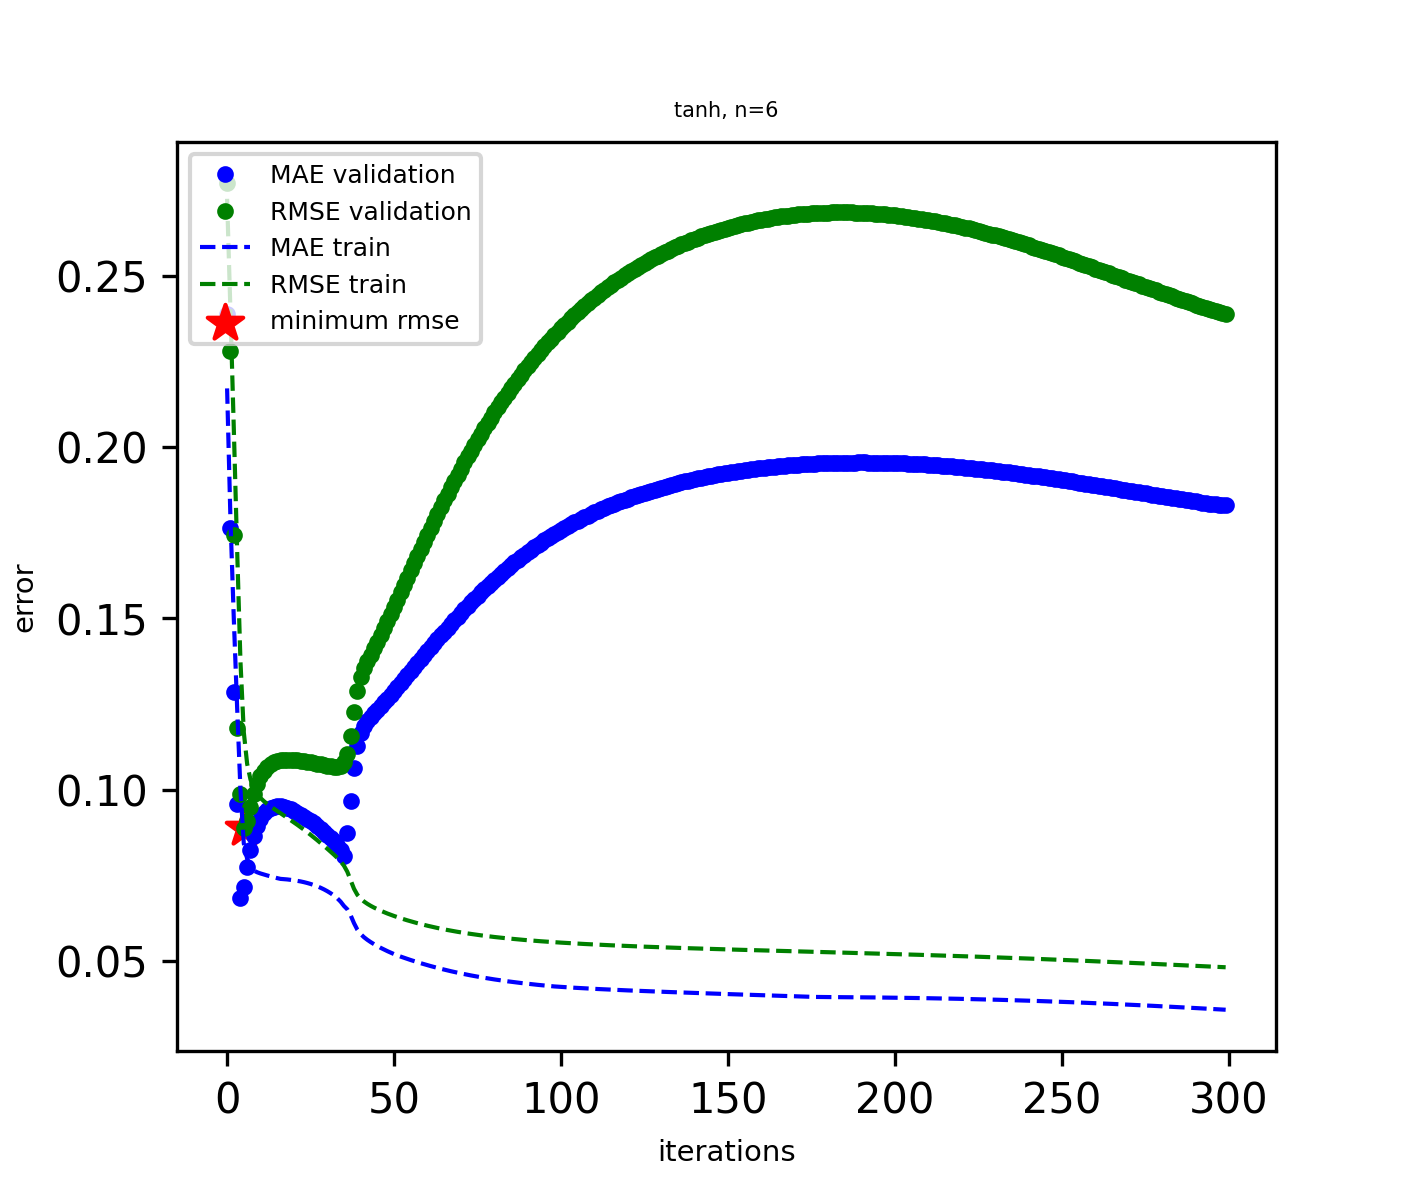 tanh, n=6
MAE validation
RMSE validation
MAE train
RMSE train
minimum rmse
error
0.25
0.20
0.15
0.10
0.05
0 50 100 150 200 250 300
iterations